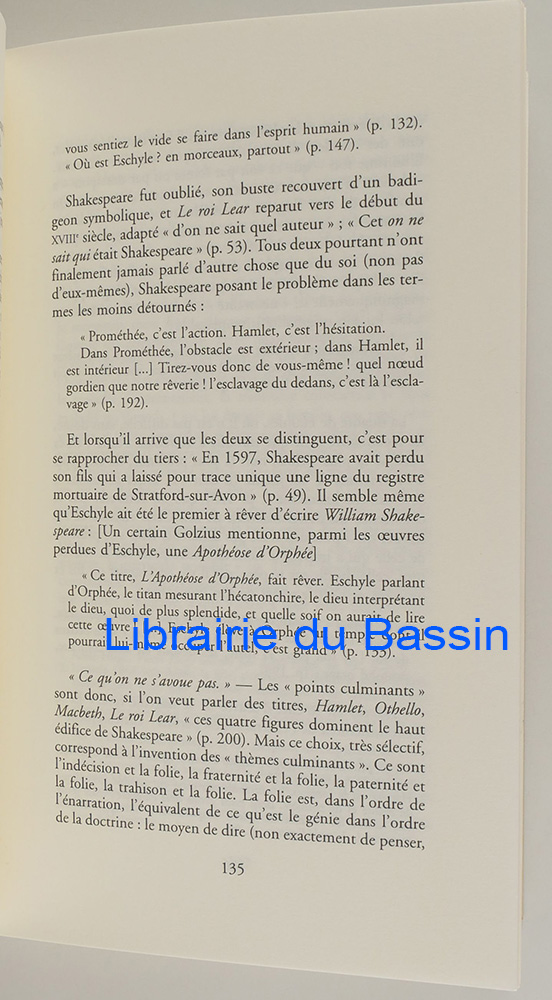 vous sentiez le vide se faire dans l'esprit humain » (p. 132).
« Où est Eschyle ? en morceaux, partout » (p. 147).
Shakespeare fut oublié, son buste recouvert d'un badi-
geon symbolique, et Le roi Lear reparut vers le début du
XVIIIe siècle, adapté « d'on ne sait quel auteur » ; « Cet on ne
sait qui était Shakespeare » (p. 53). Tous deux pourtant n'ont
finalement jamais parlé d'autre chose que du soi (non pas
d'eux-mêmes), Shakespeare posant le problème dans les ter-
mes les moins détournés :
« Prométhée, c'est l'action. Hamlet, c'est l'hésitation.
Dans Prométhée, l'obstacle est extérieur ; dans Hamlet, il
est intérieur [...] Tirez-vous donc de vous-même ! quel nœud
gordien que notre rêverie ! l'esclavage du dedans, c'est là l'escla-
vage » (p. 192).
Et lorsqu'il arrive que les deux se distinguent, c'est pour
se rapprocher du tiers : « En 1597, Shakespeare avait perdu
son fils qui a laissé pour trace unique une ligne du registre
mortuaire de Stratford-sur-Avon » (p. 49). Il semble même
qu'Eschyle ait été le premier à rêver d'écrire William Shake-
speare : [Un certain Golzius mentionne, parmi les œuvres
perdues d'Eschyle, une Apothéose d'Orphée]
« Ce titre, L'Apothéose d'Orphée, fait rêver. Eschyle parlant
d'Orphée, le titan mesurant l'hécatonchire, le dieu interprétant
le dieu, quoi de plus splendide, et quelle soif on aurait de lire
cette œuvre Eschyle
pourrait lui-même occuper l'autel, c'est grand » (p. 155).
Librairie du Bassin
« Ce qu'on ne s'avoue pas. » — Les « points culminants »
sont donc, si l'on veut parler des titres, Hamlet, Othello,
Macbeth, Le roi Lear, « ces quatre figures dominent le haut
édifice de Shakespeare » (p. 200). Mais ce choix, très sélectif,
correspond à l'invention des « thèmes culminants ». Ce sont
l'indécision et la folie, la fraternité et la folie, la paternité et
la folie, la trahison et la folie. La folie est, dans l'ordre de
l'énarration, l'équivalent de ce qu'est le génie dans l'ordre
de la doctrine : le moyen de dire (non exactement de penser,
135